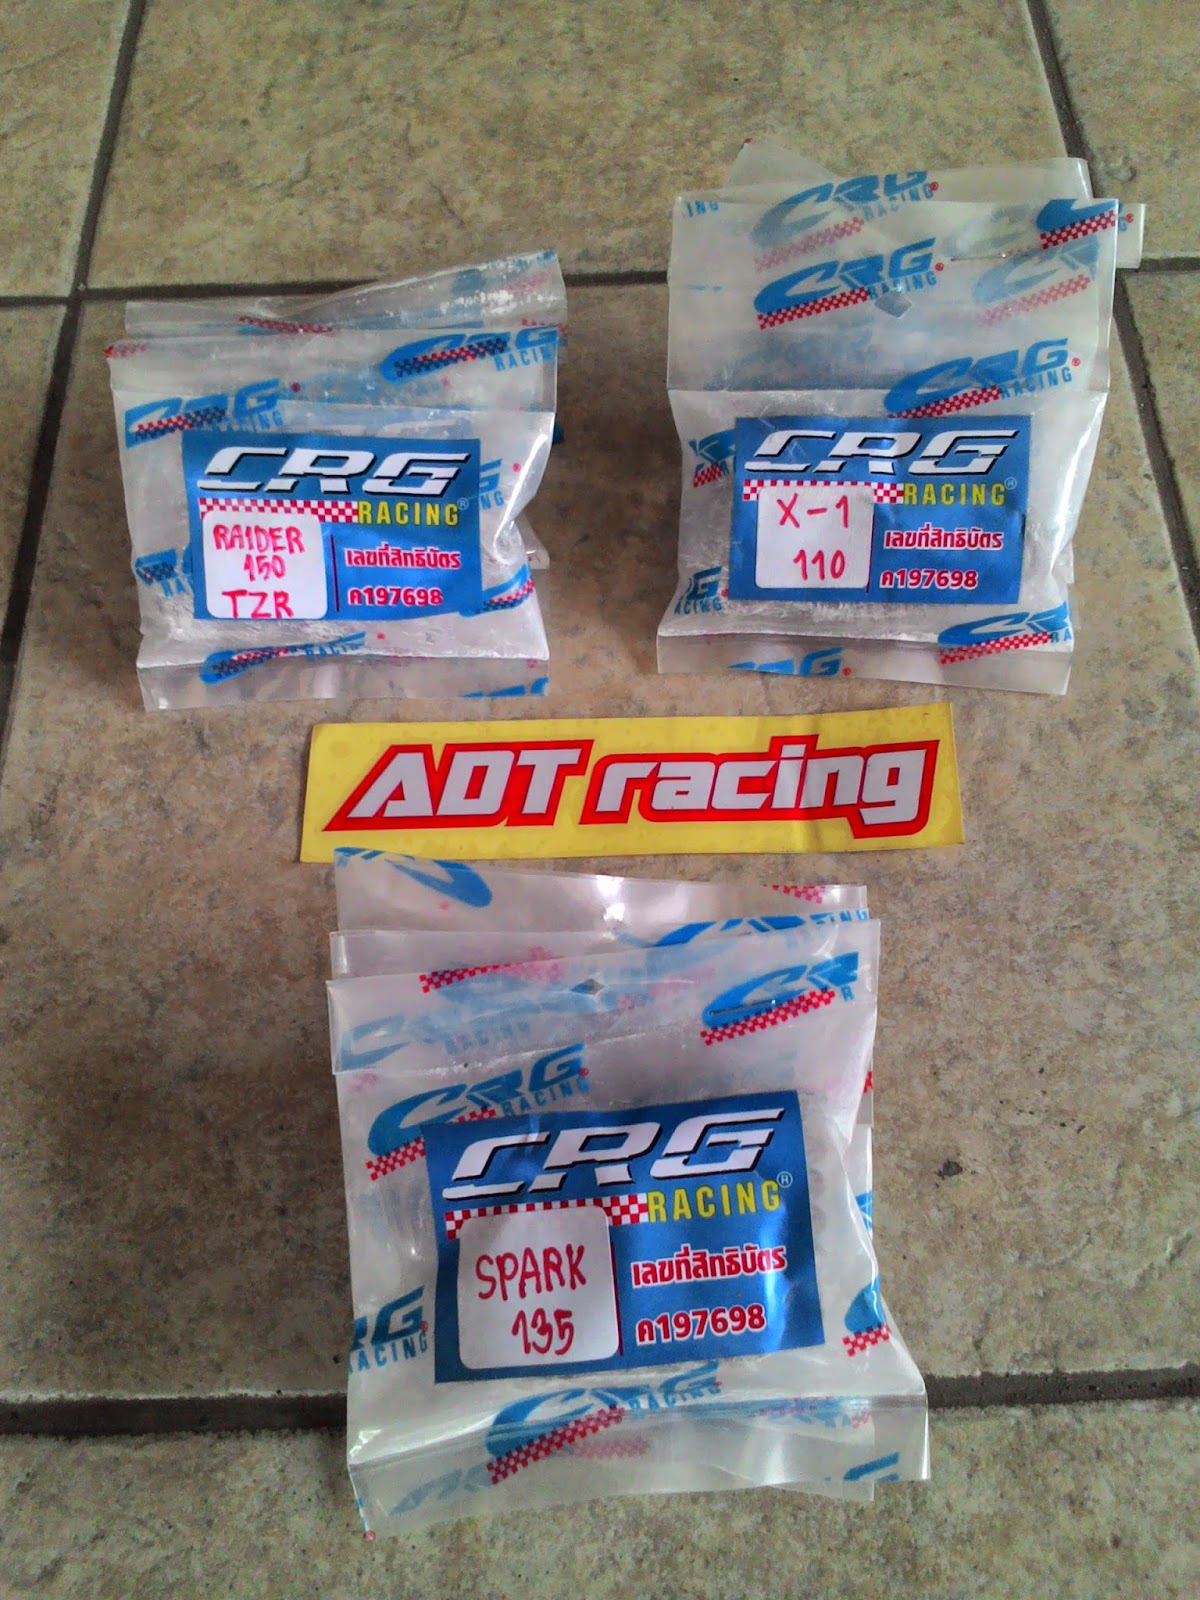 CRG
RACING
RAIDER
150
TZR
เลขที่สิทธิบัตร
ค197698
CRG
RACING
X-1
110
เลขที่สิทธิบัตร
ค197698
ADT racing
CRG
RACING
SPARK
135
เลขที่สิทธิบัตร
ค197698